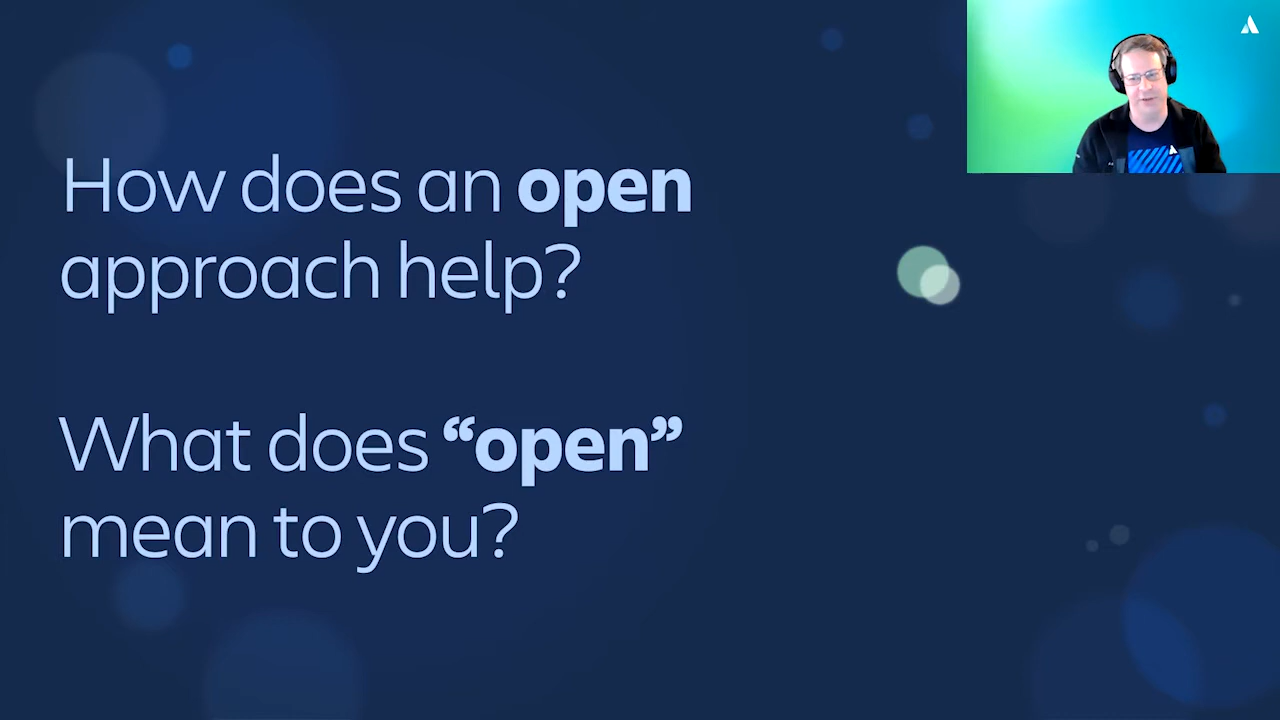 How does an open
approach help?
What does “open”
mean to you?